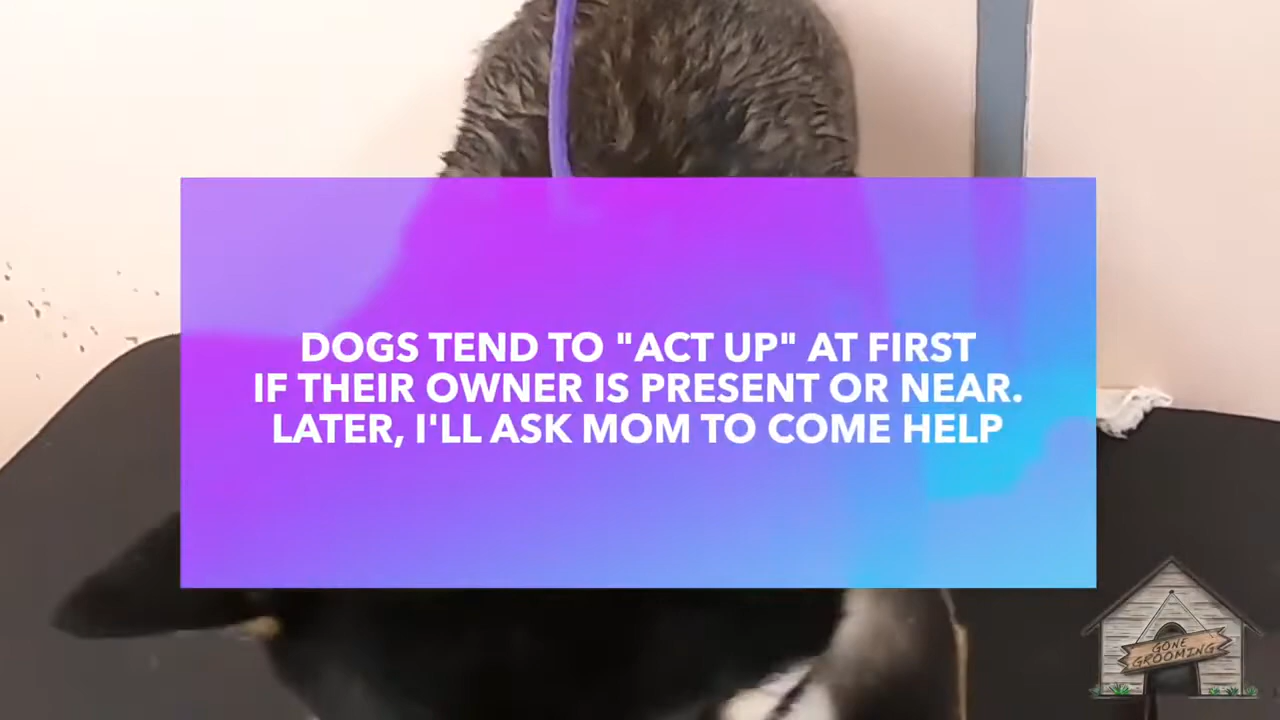 DOGS TEND TO "ACT UP" AT FIRST
IF THEIR OWNER IS PRESENT OR NEAR.
LATER, I'LL ASK MOM TO COME HELP
GONE
GROOMING